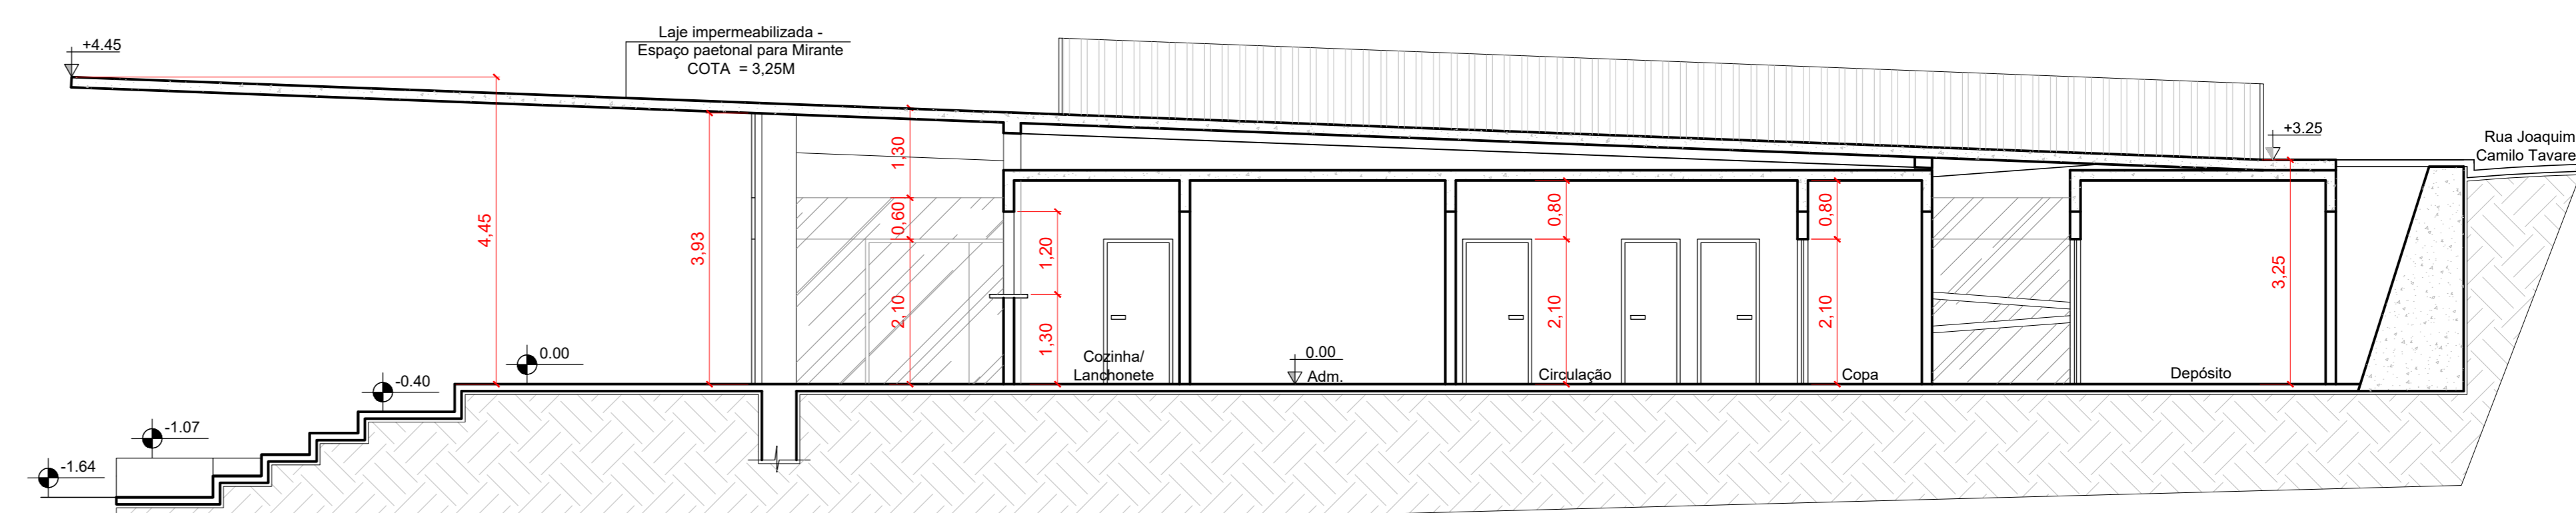 +4.45
Laje impermeabilizada -
Espaço paetonal para Mirante
COTA = 3,25M
+3.25
Rua Joaquim
Camilo Tavare
4,45
3,93
1,30
0,60
2,10
1,20
1,30
0,80
2,10
0,80
2,10
3,25
0.00
-0.40
-1.07
-1.64
Cozinha/
Lanchonete
0.00
Adm.
Circulação
Copa
Depósito